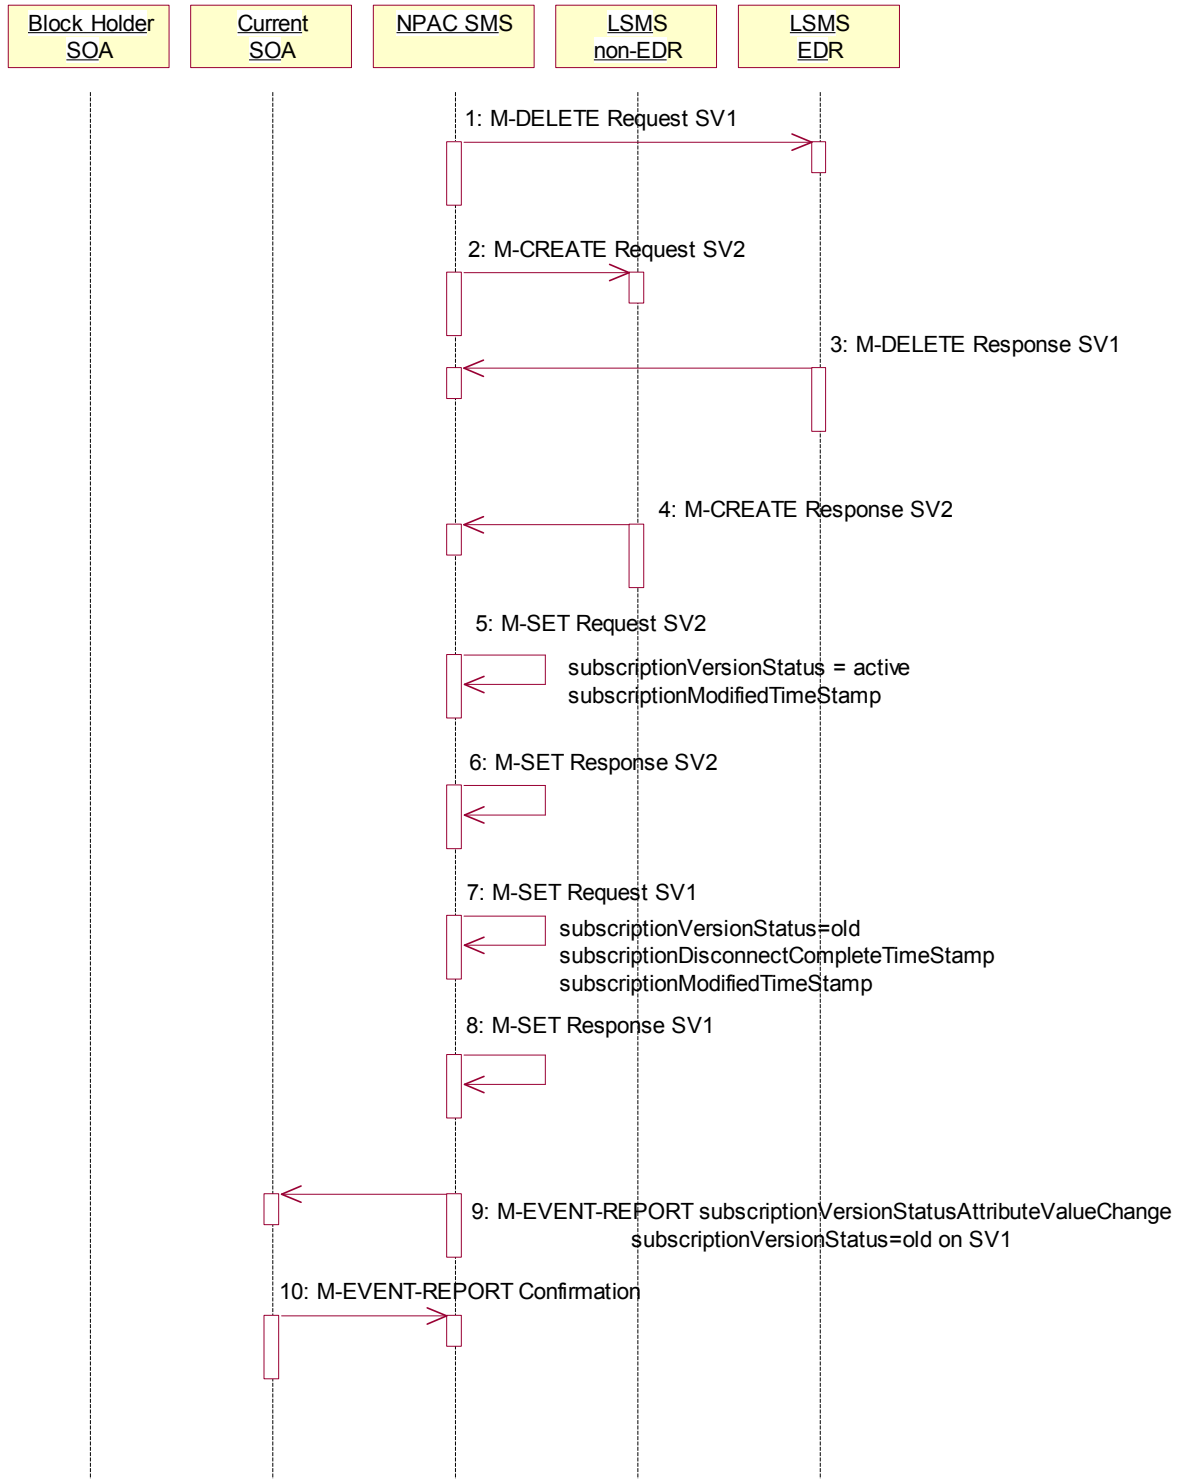 Block Holder
SOA
Current
SOA
NPAC SMS
LSMS
non-EDR
LSMS
EDR
1: M-DELETE Request SV1
2: M-CREATE Request SV2
3: M-DELETE Response SV1
4: M-CREATE Response SV2
5: M-SET Request SV2
subscriptionVersionStatus = active
subscriptionModifiedTimeStamp
6: M-SET Response SV2
7: M-SET Request SV1
subscriptionVersionStatus=old
subscriptionDisconnectCompleteTimeStamp
subscriptionModifiedTimeStamp
8: M-SET Response SV1
9: M-EVENT-REPORT subscriptionVersionStatusAttributeValueChange
subscriptionVersionStatus=old on SV1
10: M-EVENT-REPORT Confirmation